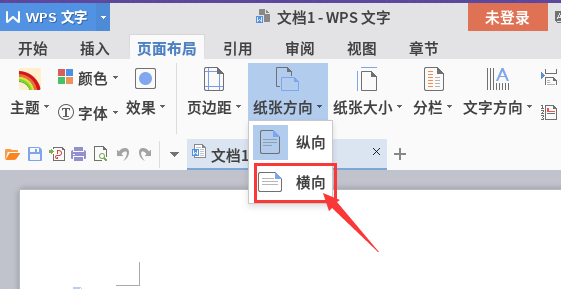 WPS 文字 文档1 - WPS 文字 未登录
开始 插入 页面布局 引用 审阅 视图 章节
主题 颜色 字体 效果 页边距 纸张方向 纸张大小 分栏 文字方向
文档1
纵向
横向